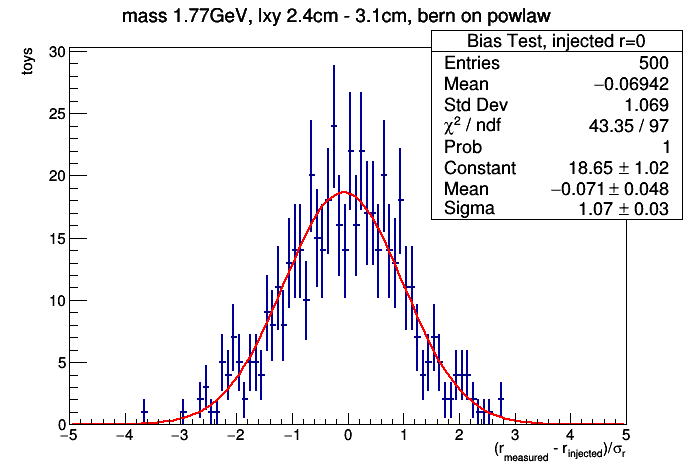 mass 1.77GeV, lxy 2.4cm - 3.1cm, bern on powlaw
Bias Test, injected r=0
Entries 500
Mean −0.06942
Std Dev 1.069
χ² / ndf 43.35 / 97
Prob 1
Constant 18.65 ± 1.02
Mean −0.071 ± 0.048
Sigma 1.07 ± 0.03
toys
30
25
20
15
10
5
0
−5 −4 −3 −2 −1 0 1 2 3 4 5
(r_measured - r_injected)/σ_r